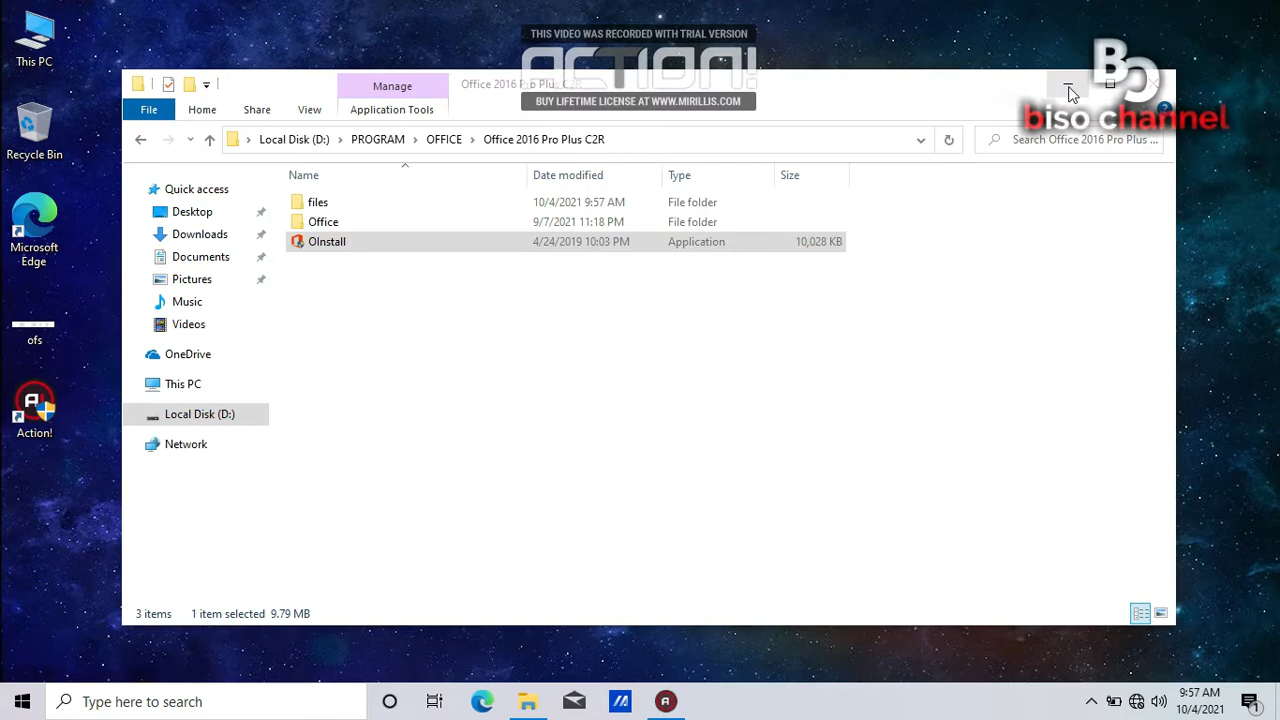 This PC
Recycle Bin
Microsoft
Edge
ofs
Action!
THIS VIDEO WAS RECORDED WITH TRIAL VERSION
ACTION!
BUY LIFETIME LICENSE AT WWW.MIRILLIS.COM
BC
biso channel
Manage
Office 2016 Pro Plus C2R
File
Home
Share
View
Application Tools
Local Disk (D:)
PROGRAM
OFFICE
Office 2016 Pro Plus C2R
Search Office 2016 Pro Plus ...
Name
Date modified
Type
Size
files
10/4/2021 9:57 AM
File folder
Office
9/7/2021 11:18 PM
File folder
OInstall
4/24/2019 10:03 PM
Application
10,028 KB
Quick access
Desktop
Downloads
Documents
Pictures
Music
Videos
OneDrive
This PC
Local Disk (D:)
Network
3 items
1 item selected 9.79 MB
Type here to search
9:57 AM
10/4/2021
1